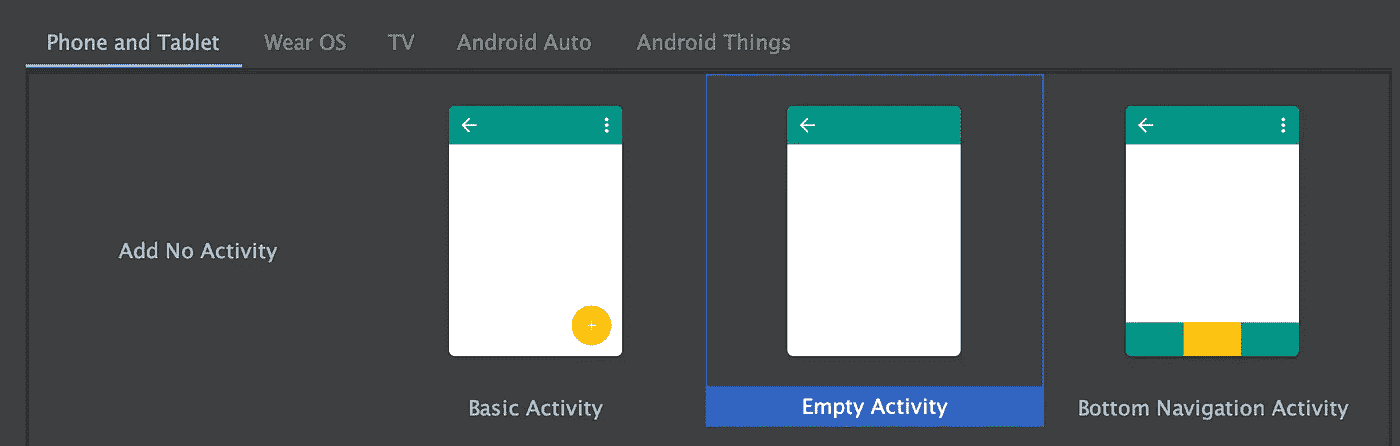 Phone and Tablet Wear OS TV Android Auto Android Things
Add No Activity
Basic Activity
Empty Activity
Bottom Navigation Activity